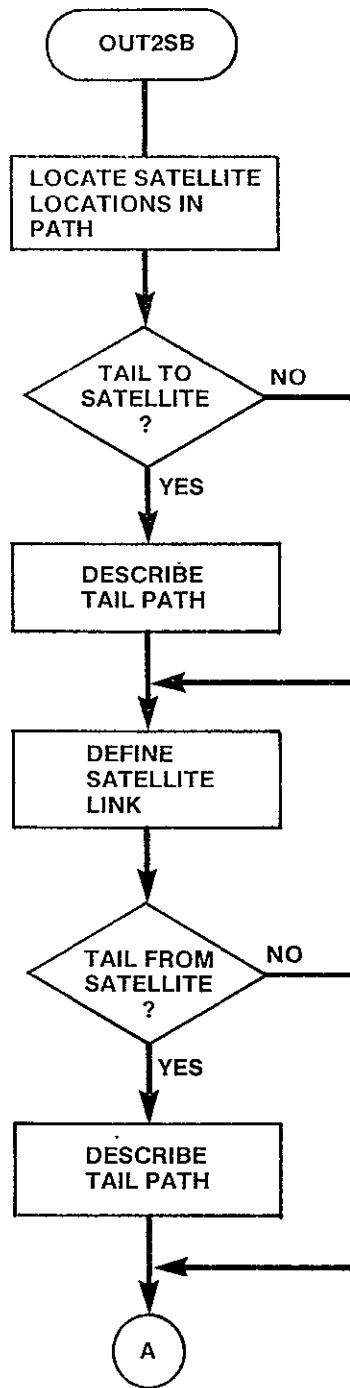 OUT2SB
LOCATE SATELLITE
LOCATIONS IN
PATH
TAIL TO
SATELLITE
?
NO
YES
DESCRIBE
TAIL PATH
DEFINE
SATELLITE
LINK
TAIL FROM
SATELLITE
?
NO
YES
DESCRIBE
TAIL PATH
A